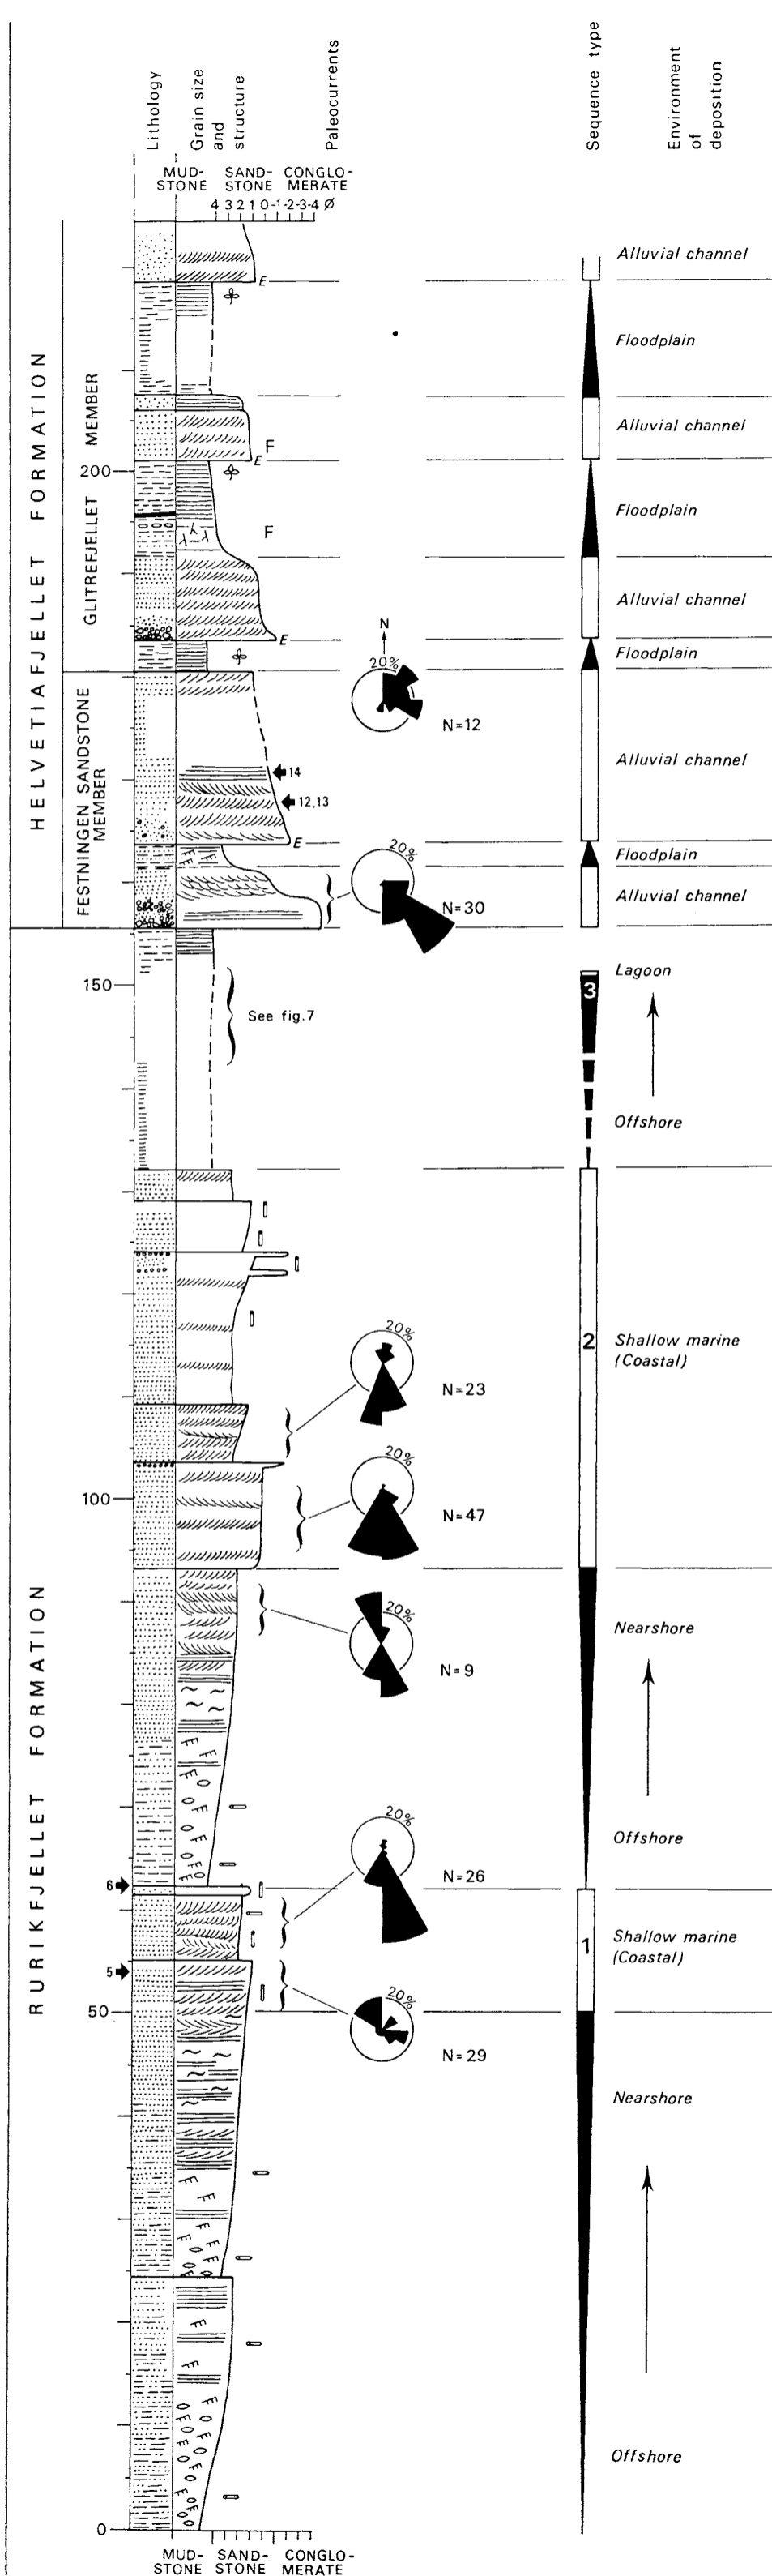 Lithology
Grain size
and
structure
Paleocurrents
Sequence type
Environment
of
deposition
MUD-
STONE
SAND-
STONE
CONGLO-
MERATE
4 3 2 1 0 -1 -2 -3 -4 Ø
HELVETIAFJELLET FORMATION
GLITREFJELLET MEMBER
FESTNINGEN SANDSTONE
MEMBER
RURIKFJELLET FORMATION
Alluvial channel
E
Floodplain
Alluvial channel
F
E
200
Floodplain
F
Alluvial channel
E
N
Floodplain
20%
N=12
14
Alluvial channel
12,13
E
20%
Floodplain
N=30
Alluvial channel
Lagoon
150
3
See fig.7
Offshore
20%
2
Shallow marine
(Coastal)
N=23
20%
100
N=47
20%
Nearshore
N=9
20%
Offshore
6
N=26
1
Shallow marine
(Coastal)
5
20%
50
N=29
Nearshore
Offshore
0
MUD-
STONE
SAND-
STONE
CONGLO-
MERATE